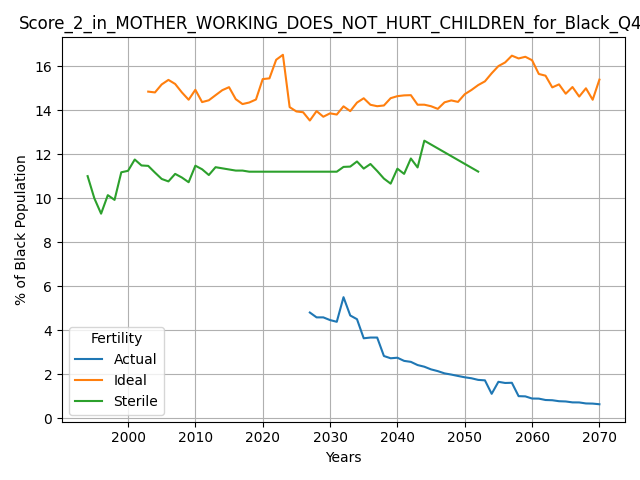 Score_2_in_MOTHER_WORKING_DOES_NOT_HURT_CHILDREN_for_Black_Q4
% of Black Population
16
14
12
10
8
6
4
2
0
Fertility
Actual
Ideal
Sterile
2000 2010 2020 2030 2040 2050 2060 2070
Years